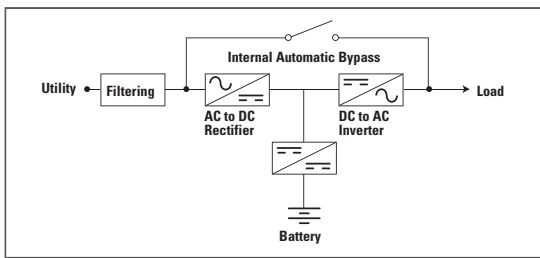 Internal Automatic Bypass
Utility
Filtering
Load
AC to DC
Rectifier
DC to AC
Inverter
Battery